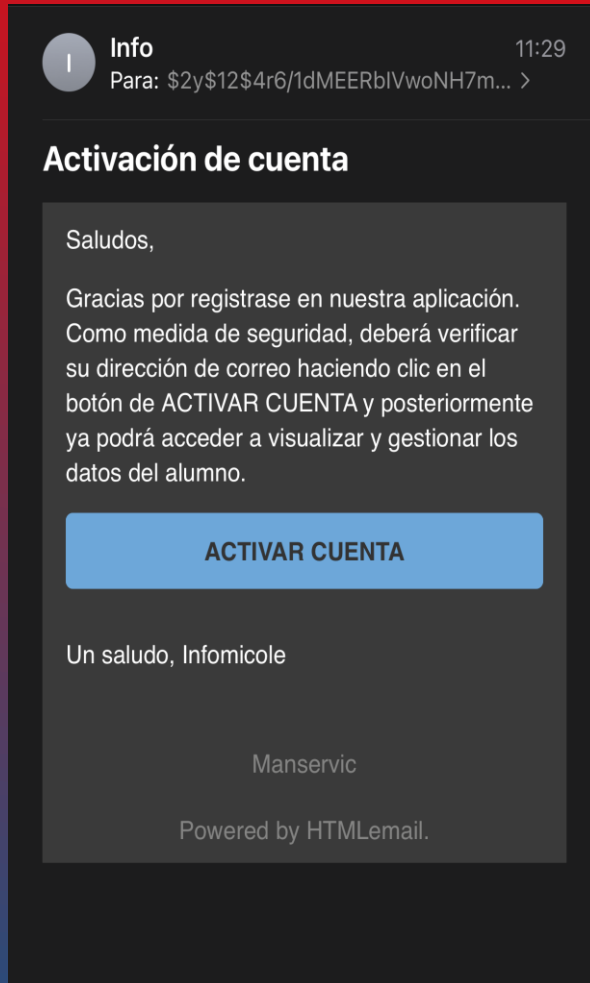 I
Info
11:29
Para: $2y$12$4r6/1dMEERbIVwoNH7m... >
Activación de cuenta
Saludos,
Gracias por registrase en nuestra aplicación.
Como medida de seguridad, deberá verificar
su dirección de correo haciendo clic en el
botón de ACTIVAR CUENTA y posteriormente
ya podrá acceder a visualizar y gestionar los
datos del alumno.
ACTIVAR CUENTA
Un saludo, Infomicole
Manservic
Powered by HTMLemail.